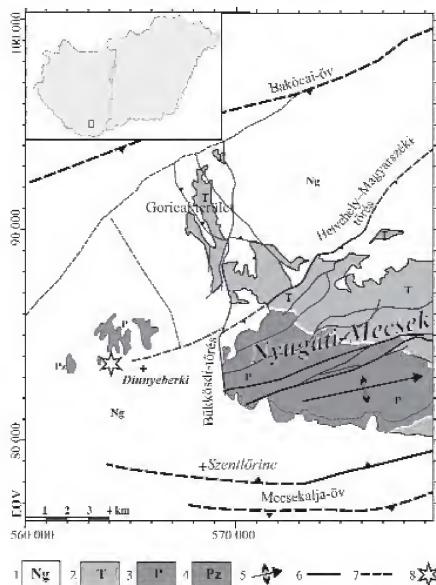 100 000
Bakócai-öv
Ng
T
Goricai terület
Hetvehely–Magyarszéki
törés
90 000
T
T
Nyugati-Mecsek
P
P
Pz
Dinnyeberki
Bükkösdi-törés
P
P
Ng
80 000
Szentlőrinc
Mecsekalja-öv
EOV
1 2 3 4 km
560 000 570 000
1 Ng 2 T 3 P 4 Pz 5 6 7 8